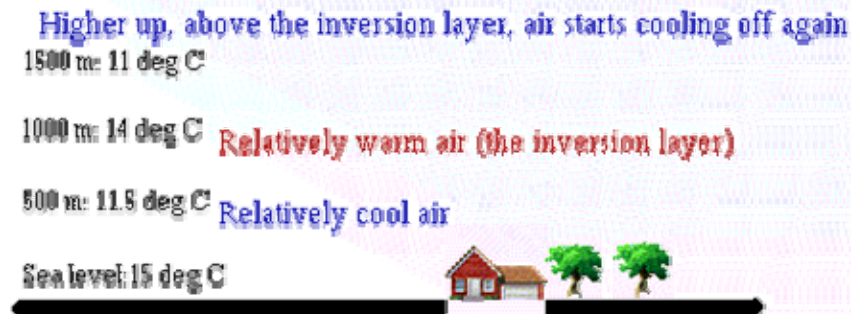 Higher up, above the inversion layer, air starts cooling off again
1500 m: 11 deg C
1000 m: 14 deg C
Relatively warm air (the inversion layer)
500 m: 11.5 deg C
Relatively cool air
Sea level: 15 deg C